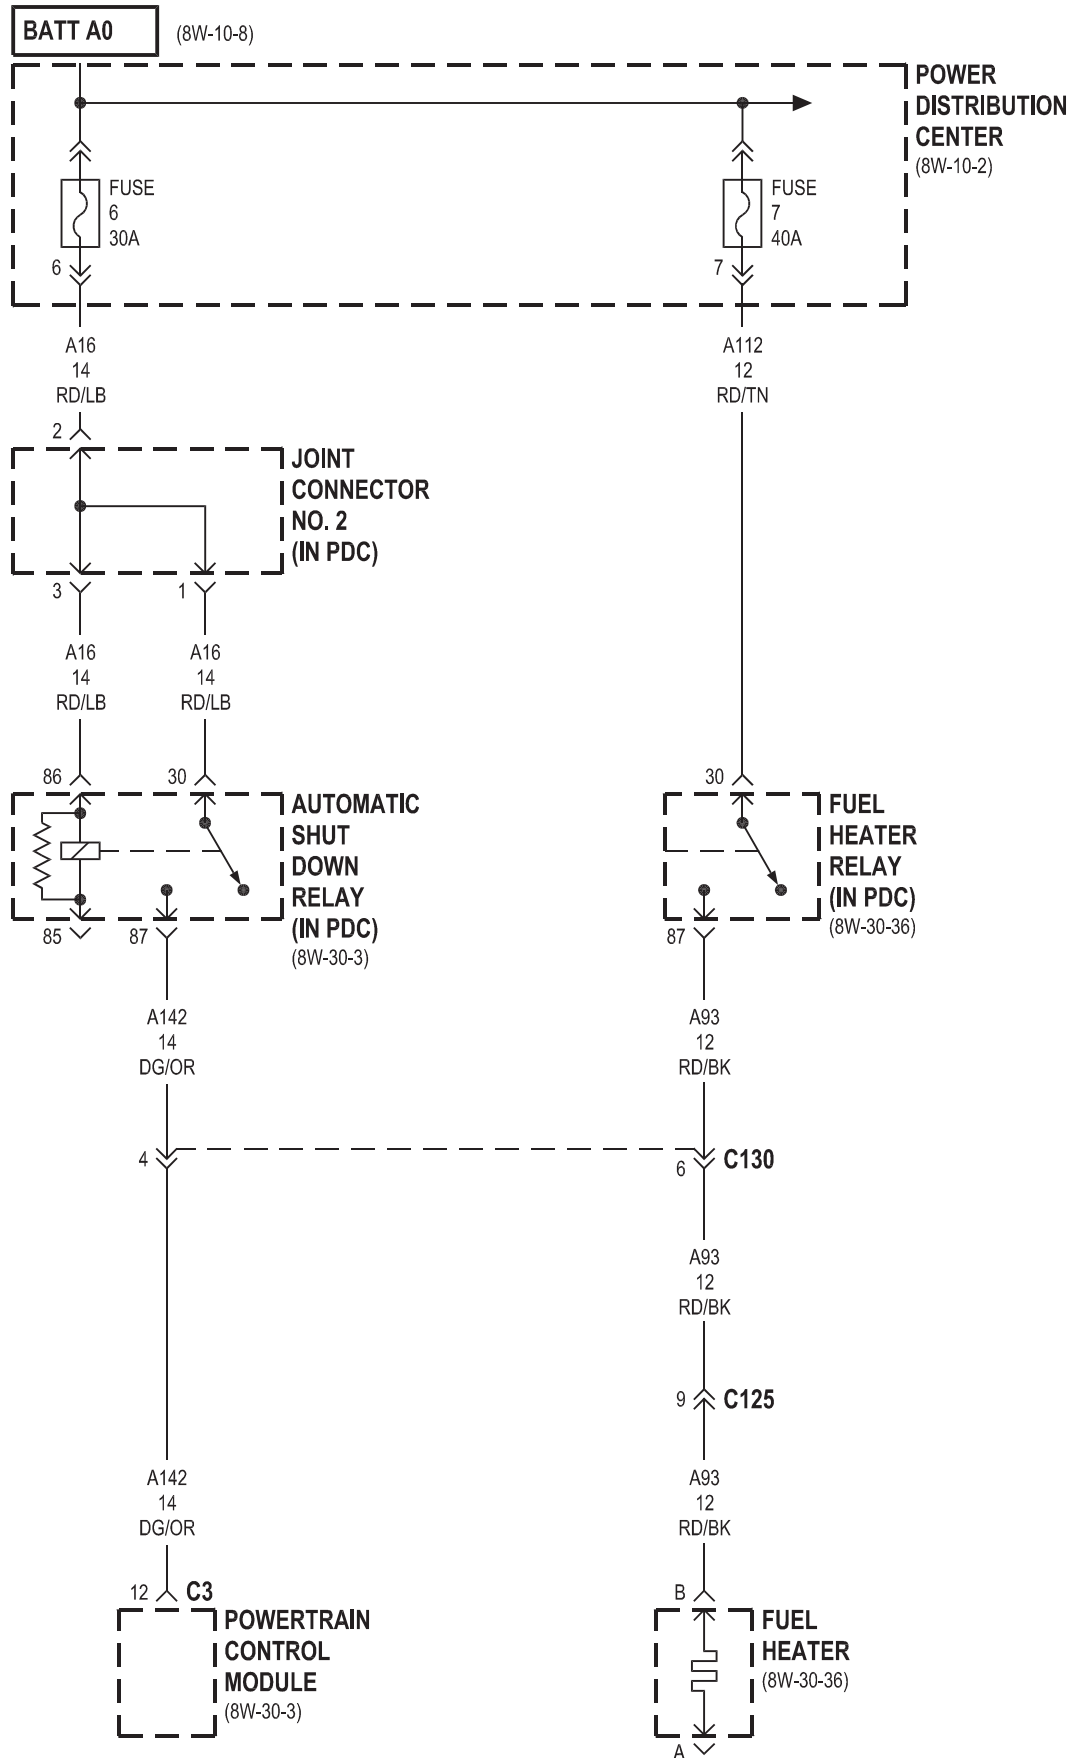 BATT A0 (8W-10-8)
POWER
DISTRIBUTION
CENTER
(8W-10-2)
FUSE
6
30A
6
FUSE
7
40A
7
A16
14
RD/LB
2
A112
12
RD/TN
JOINT
CONNECTOR
NO. 2
(IN PDC)
3
1
A16
14
RD/LB
A16
14
RD/LB
86
30
AUTOMATIC
SHUT
DOWN
RELAY
(IN PDC)
(8W-30-3)
85
87
30
FUEL
HEATER
RELAY
(IN PDC)
(8W-30-36)
87
A142
14
DG/OR
A93
12
RD/BK
4
6
C130
A93
12
RD/BK
9
C125
A142
14
DG/OR
A93
12
RD/BK
12
C3
POWERTRAIN
CONTROL
MODULE
(8W-30-3)
B
FUEL
HEATER
(8W-30-36)
A